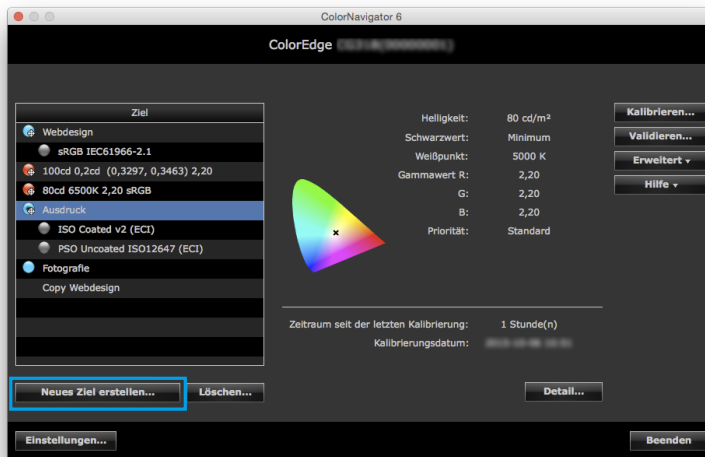 ColorNavigator 6
ColorEdge
Ziel
Webdesign
sRGB IEC61966-2.1
100cd 0,2cd (0,3297, 0,3463) 2,20
80cd 6500K 2,20 sRGB
Ausdruck
ISO Coated v2 (ECI)
PSO Uncoated ISO12647 (ECI)
Fotografie
Copy Webdesign
Neues Ziel erstellen...
Löschen...
Helligkeit: 80 cd/m²
Schwarzwert: Minimum
Weißpunkt: 5000 K
Gammawert R: 2,20
G: 2,20
B: 2,20
Priorität: Standard
Zeitraum seit der letzten Kalibrierung: 1 Stunde(n)
Kalibrierungsdatum:
Detail...
Kalibrieren...
Validieren...
Erweitert
Hilfe
Einstellungen...
Beenden